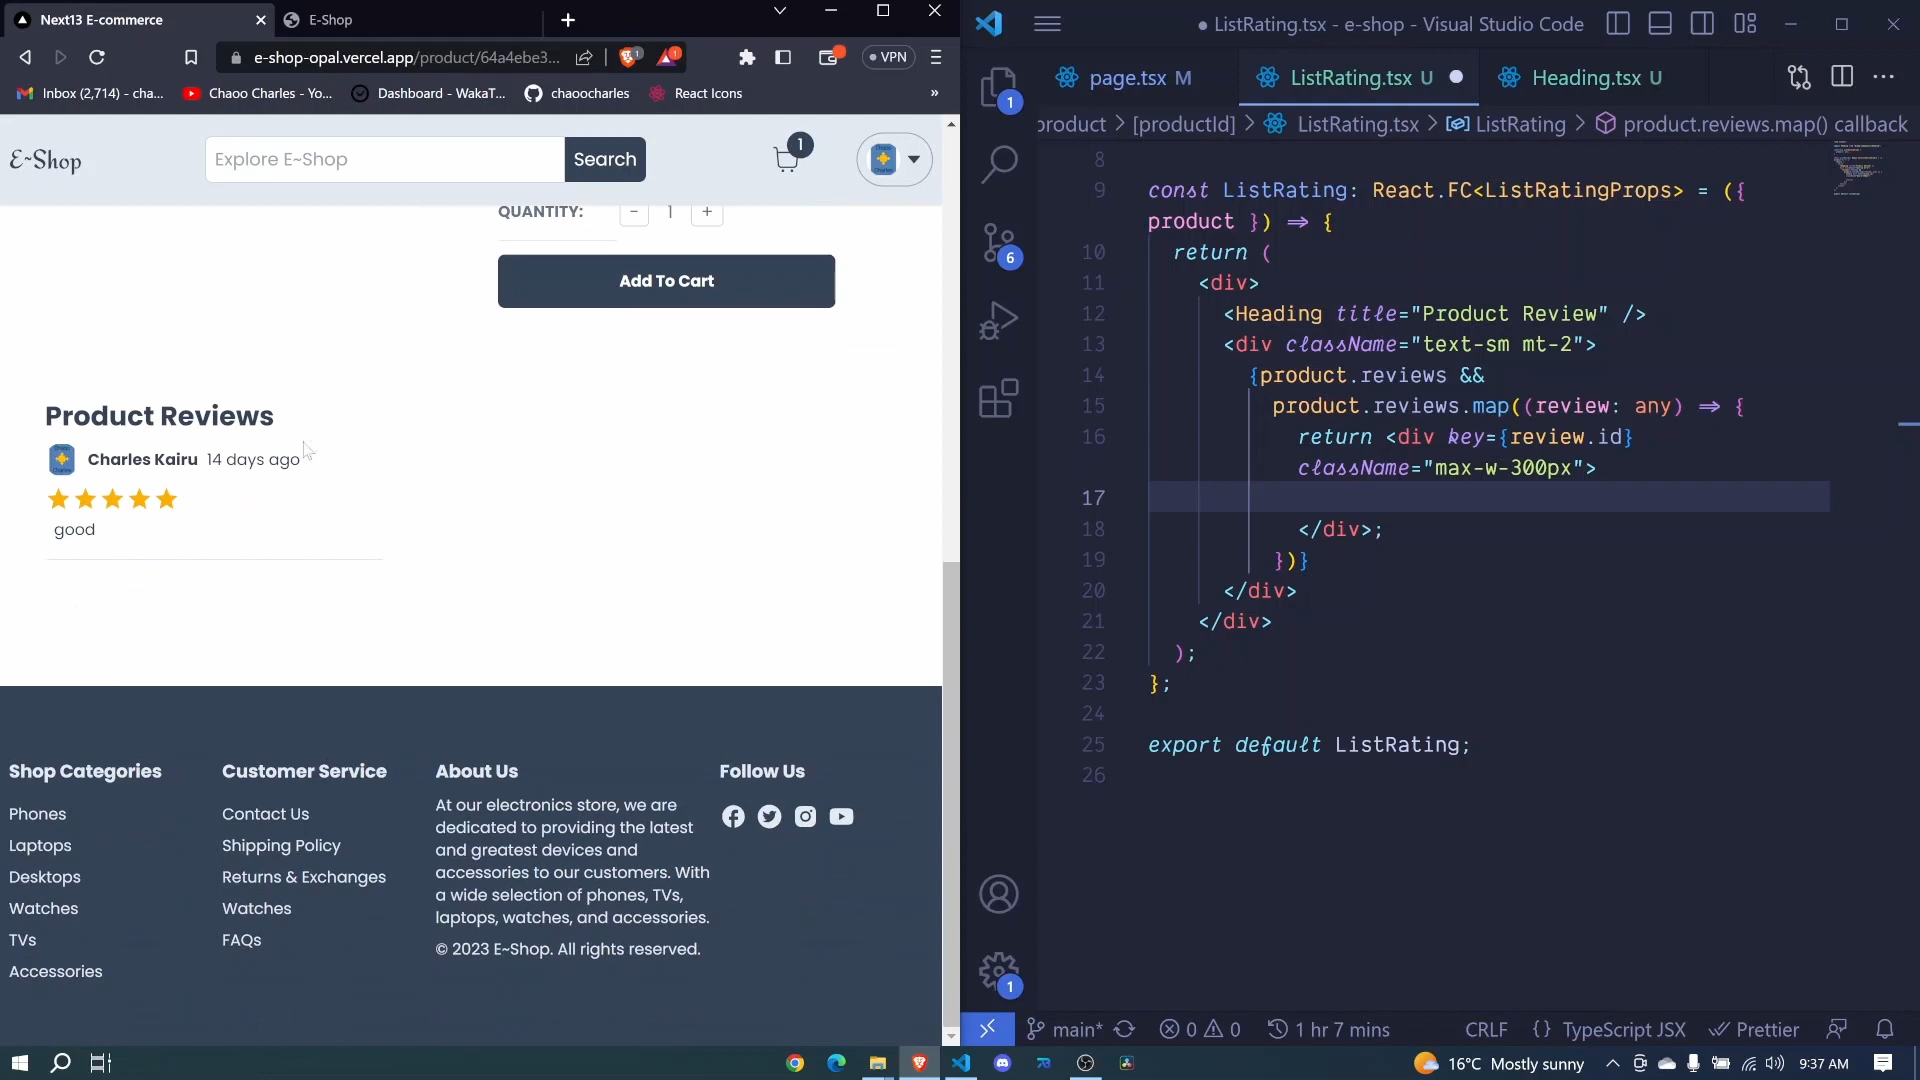 Next13 E-commerce
E-Shop
e-shop-opal.vercel.app/product/64a4ebe3...
1
1
VPN
Inbox (2,714) - cha...
Chaoo Charles - Yo...
Dashboard - WakaT...
chaoocharles
React Icons
»
E~Shop
Explore E~Shop
Search
1
QUANTITY:
-
1
+
Add To Cart
Product Reviews
Charles Kairu 14 days ago
good
Shop Categories
Phones
Laptops
Desktops
Watches
TVs
Accessories
Customer Service
Contact Us
Shipping Policy
Returns & Exchanges
Watches
FAQs
About Us
At our electronics store, we are
dedicated to providing the latest
and greatest devices and
accessories to our customers. With
a wide selection of phones, TVs,
laptops, watches, and accessories.
© 2023 E~Shop. All rights reserved.
Follow Us
● ListRating.tsx - e-shop - Visual Studio Code
1
6
1
page.tsx M
ListRating.tsx U
Heading.tsx U
product > [productId] > ListRating.tsx > ListRating > product.reviews.map() callback
8
9 const ListRating: React.FC<ListRatingProps> = ({
product }) => {
10 return (
11 <div>
12 <Heading title="Product Review" />
13 <div className="text-sm mt-2">
14 {product.reviews &&
15 product.reviews.map((review: any) => {
16 return <div key={review.id}
className="max-w-300px">
17
18 </div>;
19 })}
20 </div>
21 </div>
22 );
23 };
24
25 export default ListRating;
26
main*
0
0
1 hr 7 mins
CRLF
{} TypeScript JSX
Prettier
16°C Mostly sunny
9:37 AM